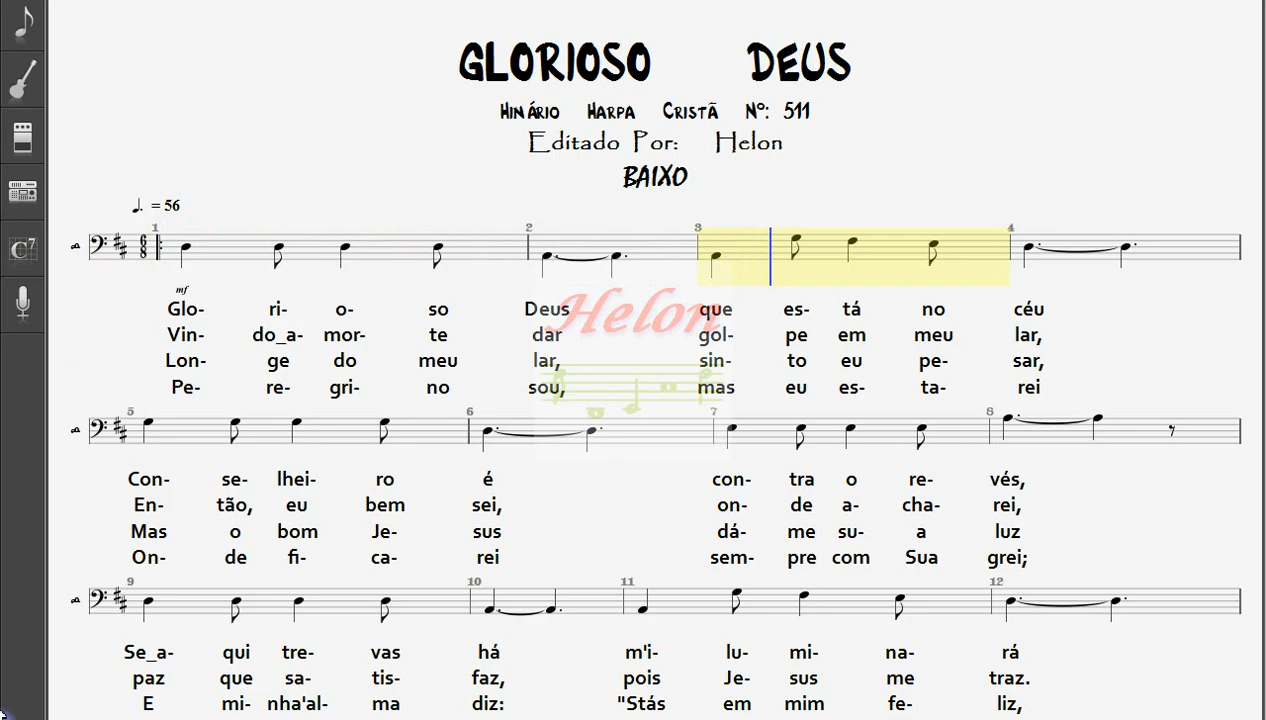 GLORIOSO DEUS
Hinário Harpa Cristã Nº: 511
Editado Por: Helon
BAIXO
= 56
1 2 3 4
6/8
mf
Glo- ri- o- so Deus que es- tá no céu
Vin- do_a- mor- te dar gol- pe em meu lar,
Lon- ge do meu lar, sin- to eu pe- sar,
Pe- re- gri- no sou, mas eu es- ta- rei
Helon
5 6 7 8
Con- se- lhei- ro é con- tra o re- vés,
En- tão, eu bem sei, on- de a- cha- rei,
Mas o bom Je- sus dá- me su- a luz
On- de fi- ca- rei sem- pre com Sua grei;
9 10 11 12
Se_a- qui tre- vas há m'i- lu- mi- na- rá
paz que sa- tis- faz, pois Je- sus me traz.
E mi- nha'al- ma diz: "Stás em mim fe- liz,
C7